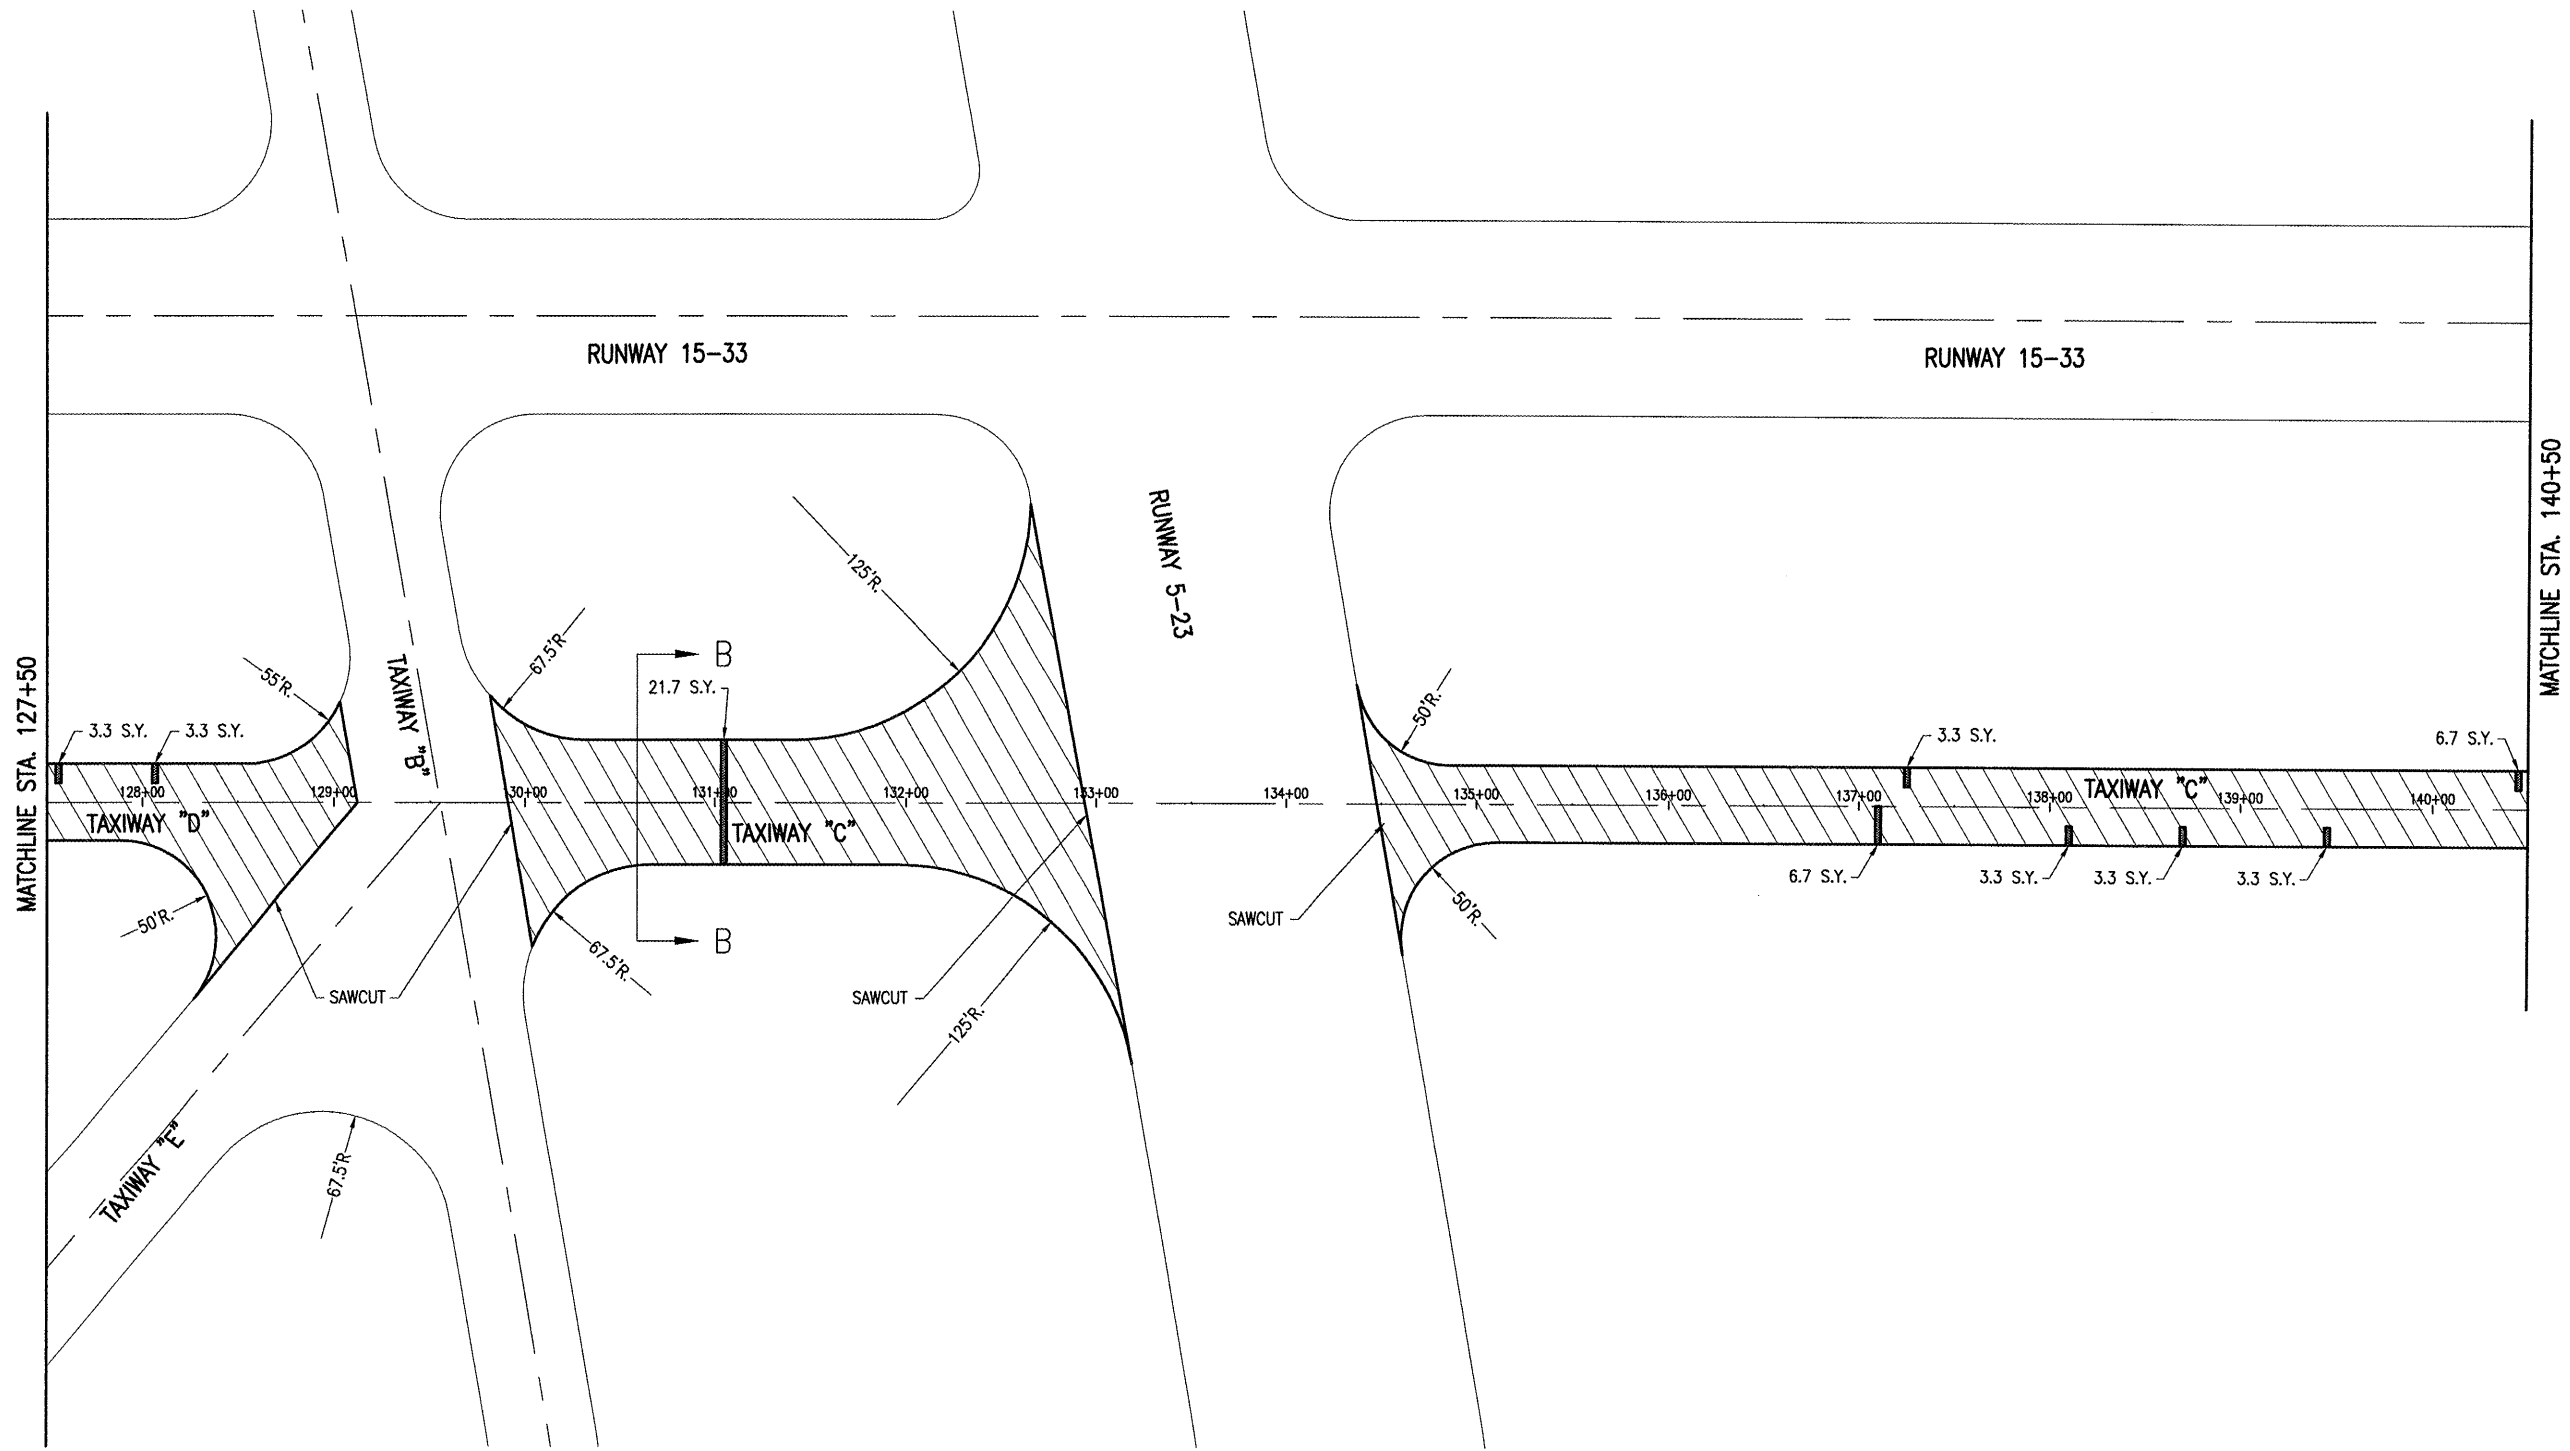 RUNWAY 15–33
RUNWAY 15–33
MATCHLINE STA. 127+50
MATCHLINE STA. 140+50
RUNWAY 5–23
125'R.
67.5'R
B
21.7 S.Y.
55'R.
TAXIWAY "B"
50'R.
3.3 S.Y.
3.3 S.Y.
3.3 S.Y.
6.7 S.Y.
128+00
129+00
30+00
131+00
132+00
133+00
134+00
135+00
136+00
137+00
138+00
139+00
140+00
TAXIWAY "C"
TAXIWAY "D"
TAXIWAY "C"
6.7 S.Y.
3.3 S.Y.
3.3 S.Y.
3.3 S.Y.
50'R.
50'R.
SAWCUT
B
67.5'R.
SAWCUT
SAWCUT
125'R.
TAXIWAY "E"
67.5'R